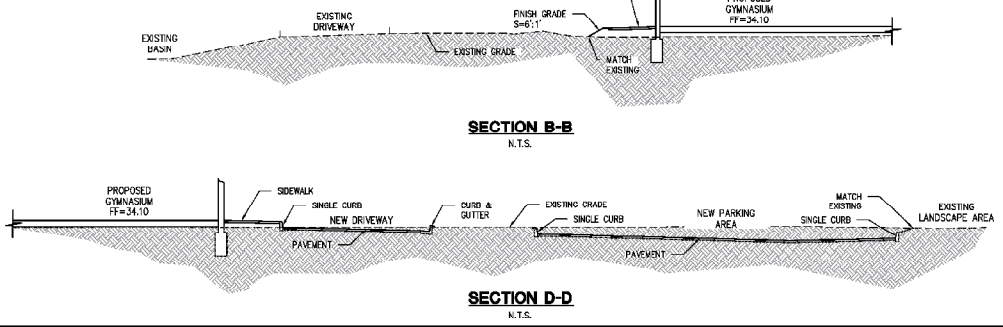 PROPOSED
GYMNASIUM
FF=34.10
FINISH GRADE
S=6':1'
EXISTING
DRIVEWAY
EXISTING
BASIN
EXISTING GRADE
MATCH
EXISTING
SECTION B-B
N.T.S.
PROPOSED
GYMNASIUM
FF=34.10
SIDEWALK
SINGLE CURB
NEW DRIVEWAY
PAVEMENT
CURB &
GUTTER
EXISTING GRADE
SINGLE CURB
NEW PARKING
AREA
PAVEMENT
SINGLE CURB
MATCH
EXISTING
EXISTING
LANDSCAPE AREA
SECTION D-D
N.T.S.